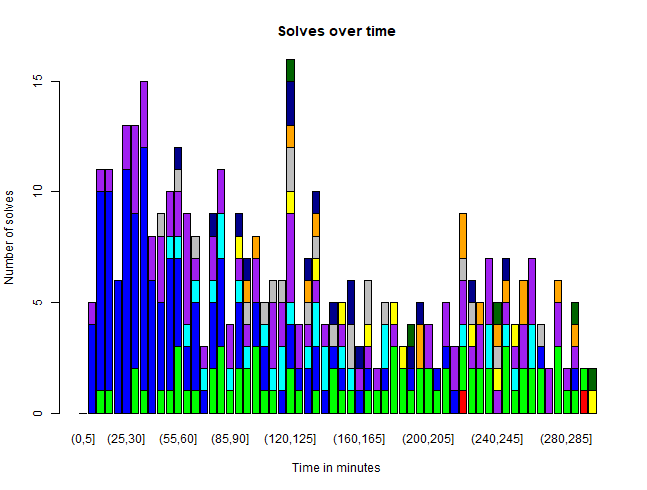 Solves over time
Number of solves
15
10
5
0
(0,5] (25,30] (55,60] (85,90] (120,125] (160,165] (200,205] (240,245] (280,285]
Time in minutes